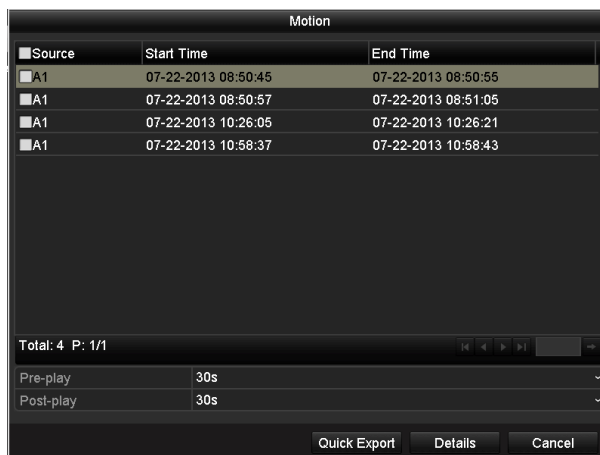 Motion
Source Start Time End Time
A1 07-22-2013 08:50:45 07-22-2013 08:50:55
A1 07-22-2013 08:50:57 07-22-2013 08:51:05
A1 07-22-2013 10:26:05 07-22-2013 10:26:21
A1 07-22-2013 10:58:37 07-22-2013 10:58:43
Total: 4 P: 1/1
Pre-play 30s
Post-play 30s
Quick Export Details Cancel